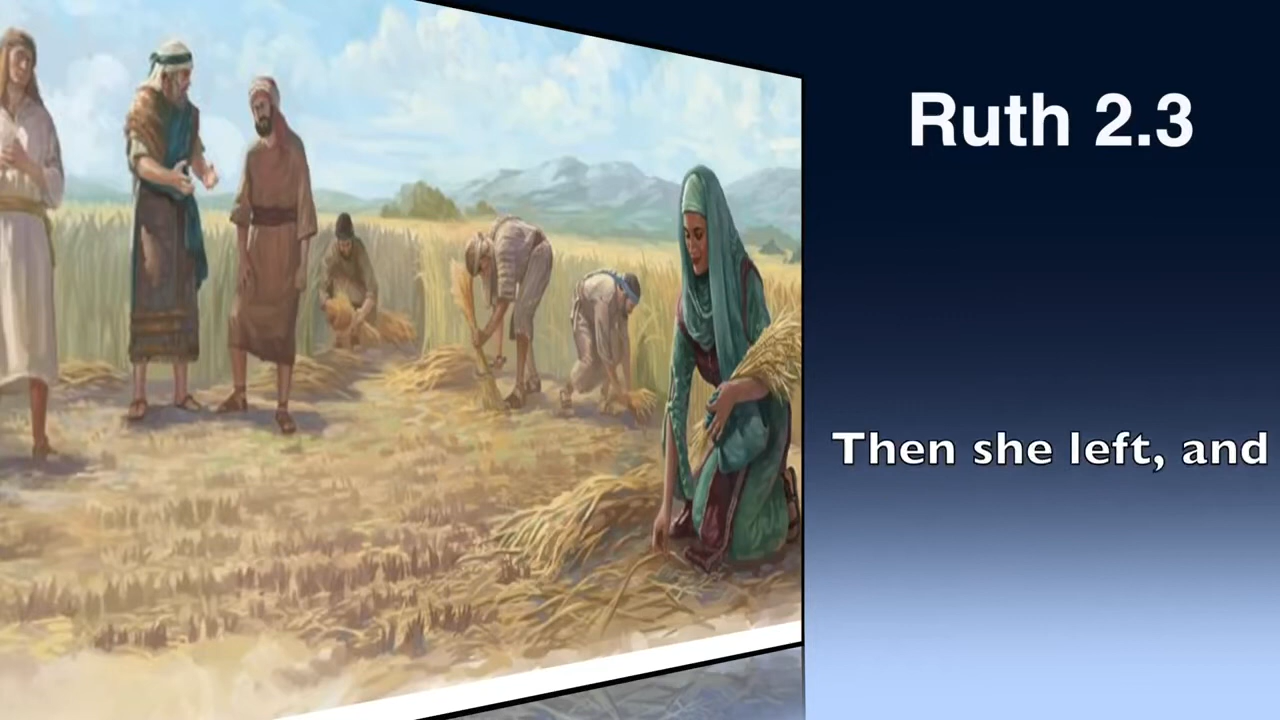 Ruth 2.3
Then she left, and